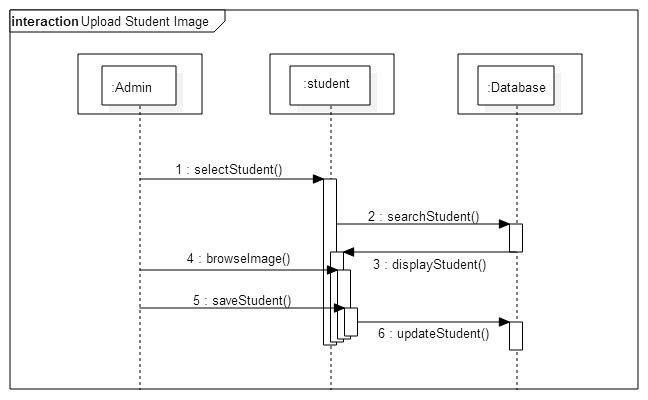 interaction Upload Student Image
:Admin
:student
:Database
1 : selectStudent()
2 : searchStudent()
3 : displayStudent()
4 : browseImage()
5 : saveStudent()
6 : updateStudent()